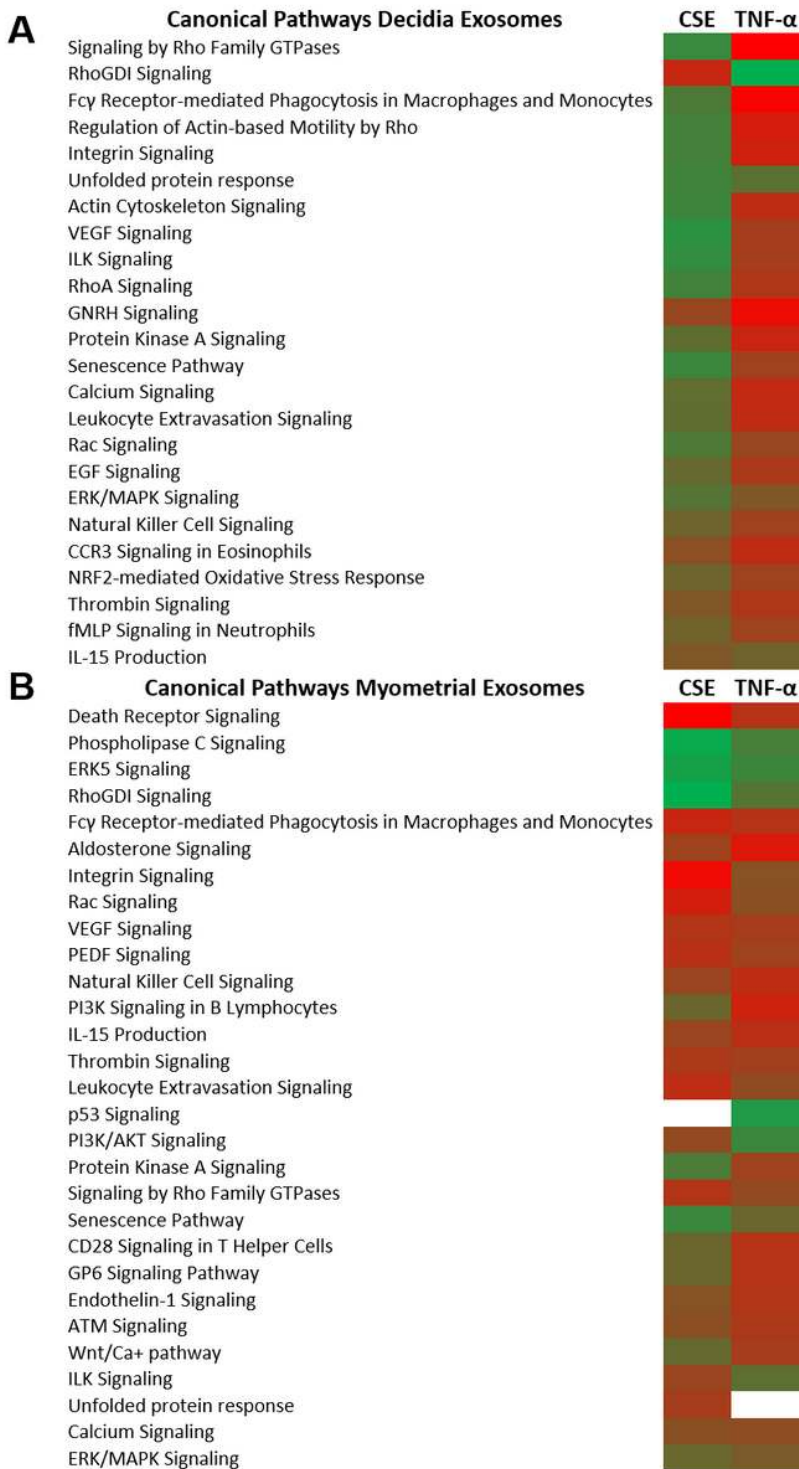 A
Canonical Pathways Decidia Exosomes CSE TNF-α
Signaling by Rho Family GTPases
RhoGDI Signaling
Fcγ Receptor-mediated Phagocytosis in Macrophages and Monocytes
Regulation of Actin-based Motility by Rho
Integrin Signaling
Unfolded protein response
Actin Cytoskeleton Signaling
VEGF Signaling
ILK Signaling
RhoA Signaling
GNRH Signaling
Protein Kinase A Signaling
Senescence Pathway
Calcium Signaling
Leukocyte Extravasation Signaling
Rac Signaling
EGF Signaling
ERK/MAPK Signaling
Natural Killer Cell Signaling
CCR3 Signaling in Eosinophils
NRF2-mediated Oxidative Stress Response
Thrombin Signaling
fMLP Signaling in Neutrophils
IL-15 Production
B
Canonical Pathways Myometrial Exosomes CSE TNF-α
Death Receptor Signaling
Phospholipase C Signaling
ERK5 Signaling
RhoGDI Signaling
Fcγ Receptor-mediated Phagocytosis in Macrophages and Monocytes
Aldosterone Signaling
Integrin Signaling
Rac Signaling
VEGF Signaling
PEDF Signaling
Natural Killer Cell Signaling
PI3K Signaling in B Lymphocytes
IL-15 Production
Thrombin Signaling
Leukocyte Extravasation Signaling
p53 Signaling
PI3K/AKT Signaling
Protein Kinase A Signaling
Signaling by Rho Family GTPases
Senescence Pathway
CD28 Signaling in T Helper Cells
GP6 Signaling Pathway
Endothelin-1 Signaling
ATM Signaling
Wnt/Ca+ pathway
ILK Signaling
Unfolded protein response
Calcium Signaling
ERK/MAPK Signaling